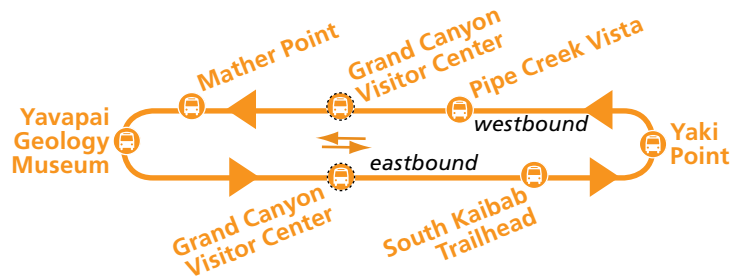 Mather Point
Grand Canyon
Visitor Center
Pipe Creek Vista
westbound
Yavapai
Geology
Museum
Yaki
Point
eastbound
Grand Canyon
Visitor Center
South Kaibab
Trailhead